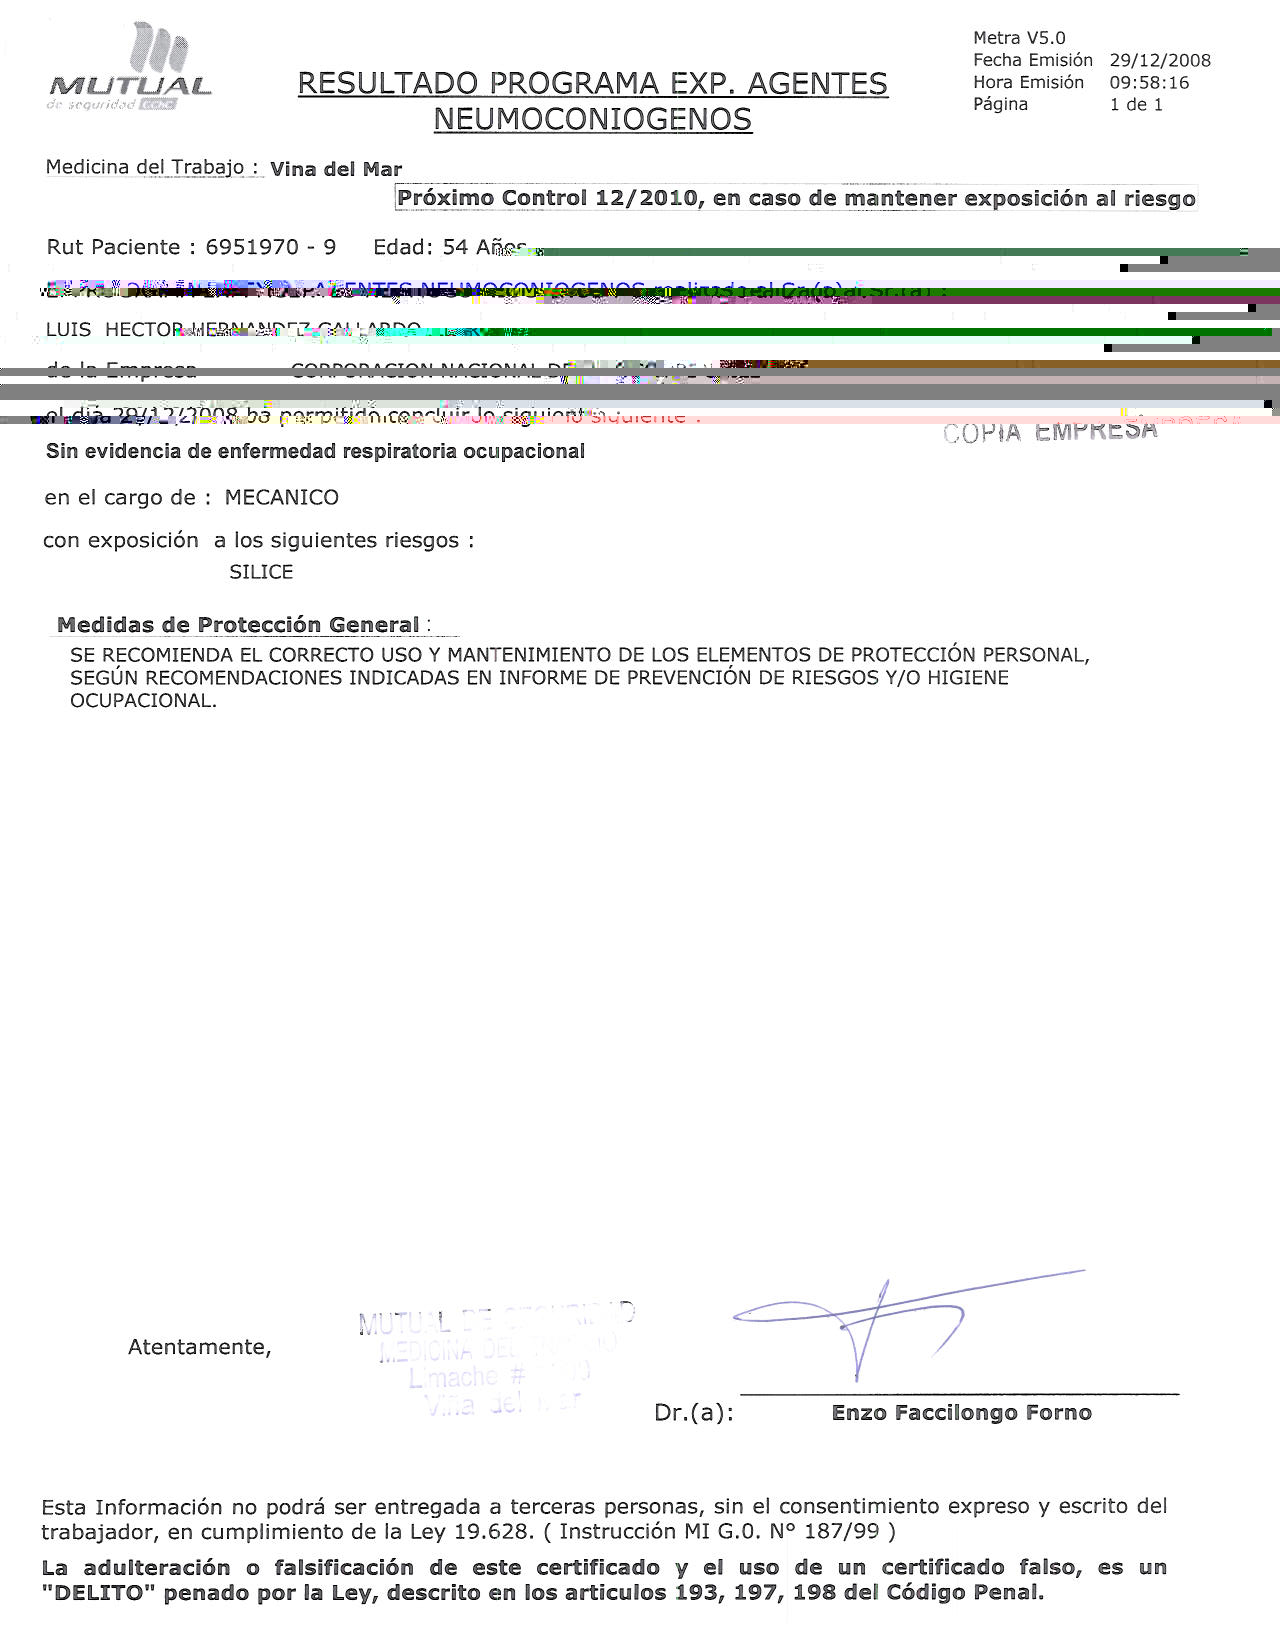 MUTUAL
de seguridad CChC
Metra V5.0
Fecha Emisión 29/12/2008
Hora Emisión 09:58:16
Página 1 de 1
RESULTADO PROGRAMA EXP. AGENTES
NEUMOCONIOGENOS
Medicina del Trabajo : Vina del Mar
Próximo Control 12/2010, en caso de mantener exposición al riesgo
Rut Paciente : 6951970 - 9 Edad: 54 Años
AGENTES NEUMOCONIOGENOS realizado al Sr.(a)
LUIS HECTOR HERNANDEZ GALLARDO
de la Empresa CORPORACION NACIONAL DE
el día 29/12/2008 ha permitido concluir lo siguiente :
COPIA EMPRESA
Sin evidencia de enfermedad respiratoria ocupacional
en el cargo de : MECANICO
con exposición a los siguientes riesgos :
SILICE
Medidas de Protección General :
SE RECOMIENDA EL CORRECTO USO Y MANTENIMIENTO DE LOS ELEMENTOS DE PROTECCIÓN PERSONAL,
SEGÚN RECOMENDACIONES INDICADAS EN INFORME DE PREVENCIÓN DE RIESGOS Y/O HIGIENE
OCUPACIONAL.
MUTUAL DE SEGURIDAD
MEDICINA DEL TRABAJO
Limache #
Viña del Mar
Atentamente,
Dr.(a): Enzo Faccilongo Forno
Esta Información no podrá ser entregada a terceras personas, sin el consentimiento expreso y escrito del
trabajador, en cumplimiento de la Ley 19.628. ( Instrucción MI G.0. N° 187/99 )
La adulteración o falsificación de este certificado y el uso de un certificado falso, es un
"DELITO" penado por la Ley, descrito en los articulos 193, 197, 198 del Código Penal.